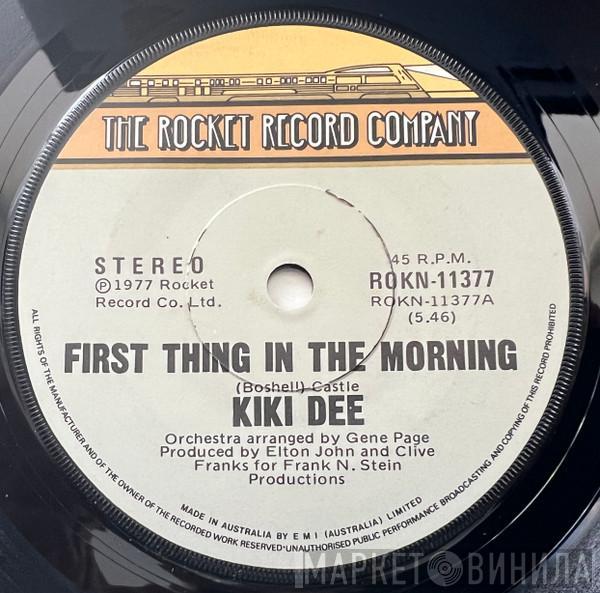 THE ROCKET RECORD COMPANY
STEREO
℗1977 Rocket
Record Co. Ltd.
45 R.P.M.
ROKN-11377
ROKN-11377A
(5.46)
FIRST THING IN THE MORNING
(Boshell) Castle
KIKI DEE
Orchestra arranged by Gene Page
Produced by Elton John and Clive
Franks for Frank N. Stein
Productions
MADE IN AUSTRALIA BY E M I (AUSTRALIA) LIMITED
ALL RIGHTS OF THE MANUFACTURER AND OF THE OWNER OF THE RECORDED WORK RESERVED·UNAUTHORISED PUBLIC PERFORMANCE BROADCASTING AND COPYING OF THIS RECORD PROHIBITED
МАРКЕТ ВИНИЛА